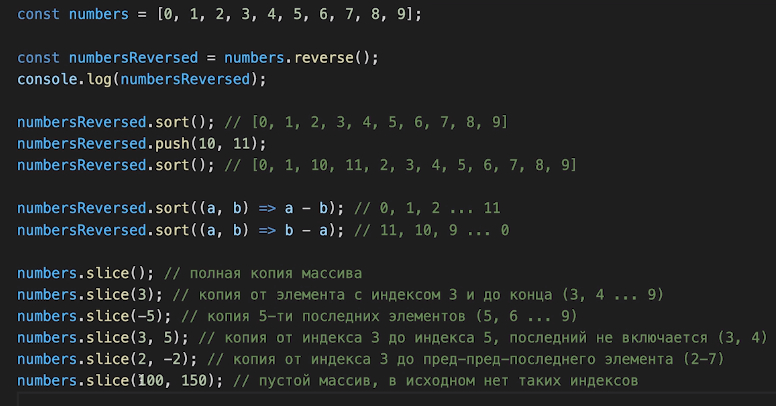 const numbers = [0, 1, 2, 3, 4, 5, 6, 7, 8, 9];
const numbersReversed = numbers.reverse();
console.log(numbersReversed);
numbersReversed.sort(); // [0, 1, 2, 3, 4, 5, 6, 7, 8, 9]
numbersReversed.push(10, 11);
numbersReversed.sort(); // [0, 1, 10, 11, 2, 3, 4, 5, 6, 7, 8, 9]
numbersReversed.sort((a, b) => a - b); // 0, 1, 2 ... 11
numbersReversed.sort((a, b) => b - a); // 11, 10, 9 ... 0
numbers.slice(); // полная копия массива
numbers.slice(3); // копия от элемента с индексом 3 и до конца (3, 4 ... 9)
numbers.slice(-5); // копия 5-ти последних элементов (5, 6 ... 9)
numbers.slice(3, 5); // копия от индекса 3 до индекса 5, последний не включается (3, 4)
numbers.slice(2, -2); // копия от индекса 3 до пред-пред-последнего элемента (2-7)
numbers.slice(100, 150); // пустой массив, в исходном нет таких индексов